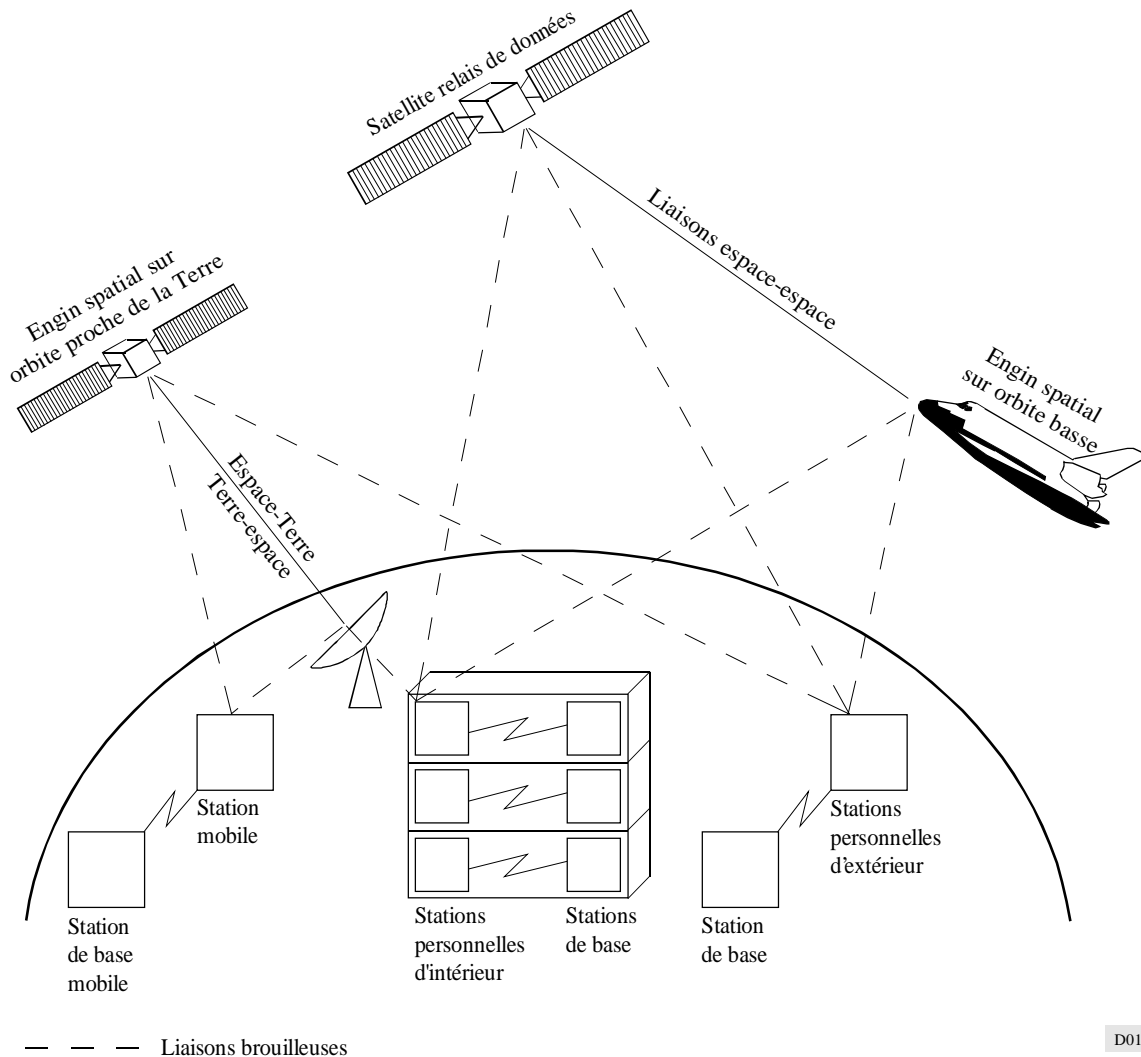 Satellite relais de données
Liaisons espace-espace
Engin spatial sur
orbite proche de la Terre
Engin spatial
sur orbite basse
Espace-Terre
Terre-espace
Station
mobile
Stations
personnelles
d'extérieur
Station
de base
mobile
Stations
personnelles
d'intérieur
Stations
de base
Station
de base
Liaisons brouilleuses
D01